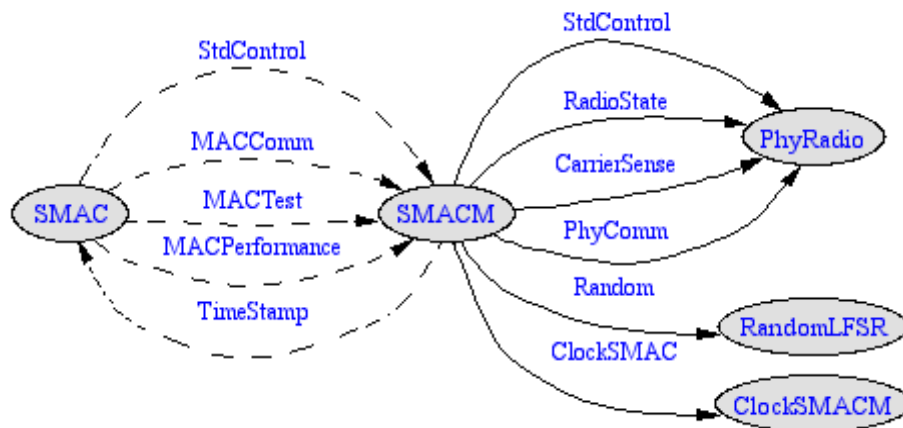 StdControl
StdControl
RadioState
PhyRadio
MACComm
CarrierSense
MACTest
SMAC
SMACM
PhyComm
MACPerformance
Random
TimeStamp
RandomLFSR
ClockSMAC
ClockSMACM